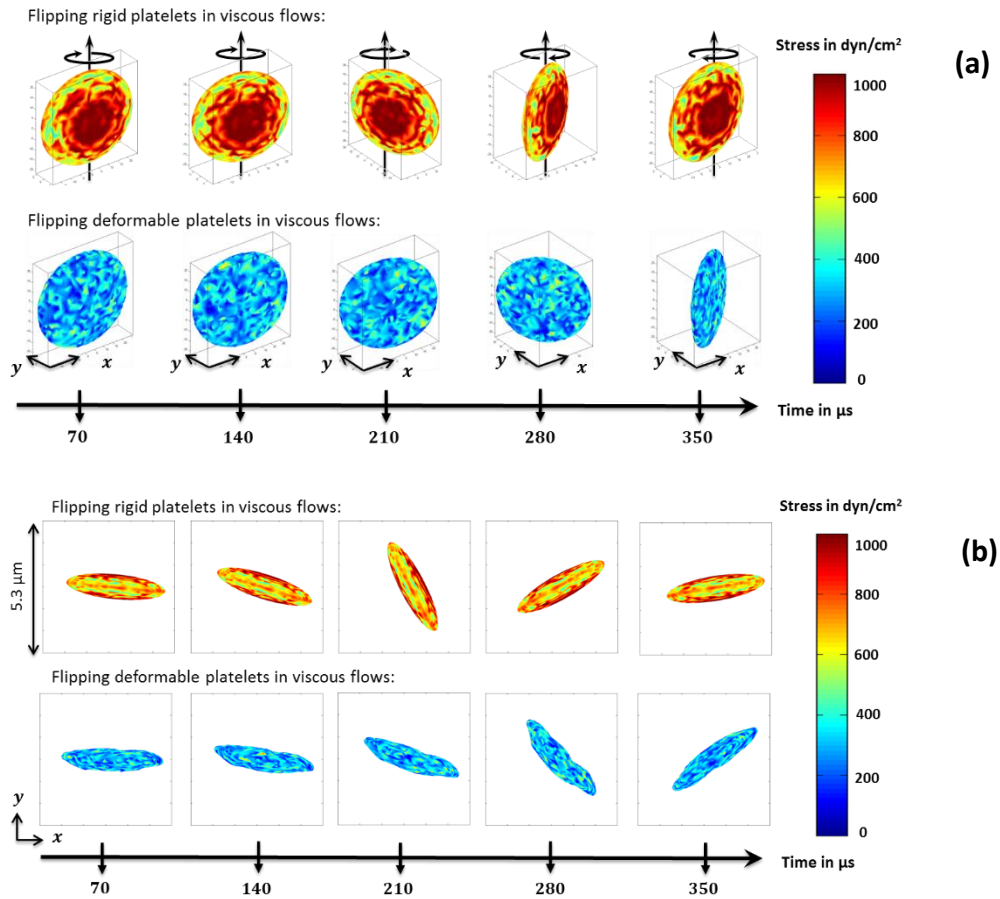 Flipping rigid platelets in viscous flows:
Stress in dyn/cm²
(a)
1000
800
600
400
200
0
Flipping deformable platelets in viscous flows:
y x y x y x y x y x
Time in µs
70 140 210 280 350
Flipping rigid platelets in viscous flows:
Stress in dyn/cm²
(b)
1000
800
600
400
200
0
5.3 µm
Flipping deformable platelets in viscous flows:
y
x
Time in µs
70 140 210 280 350